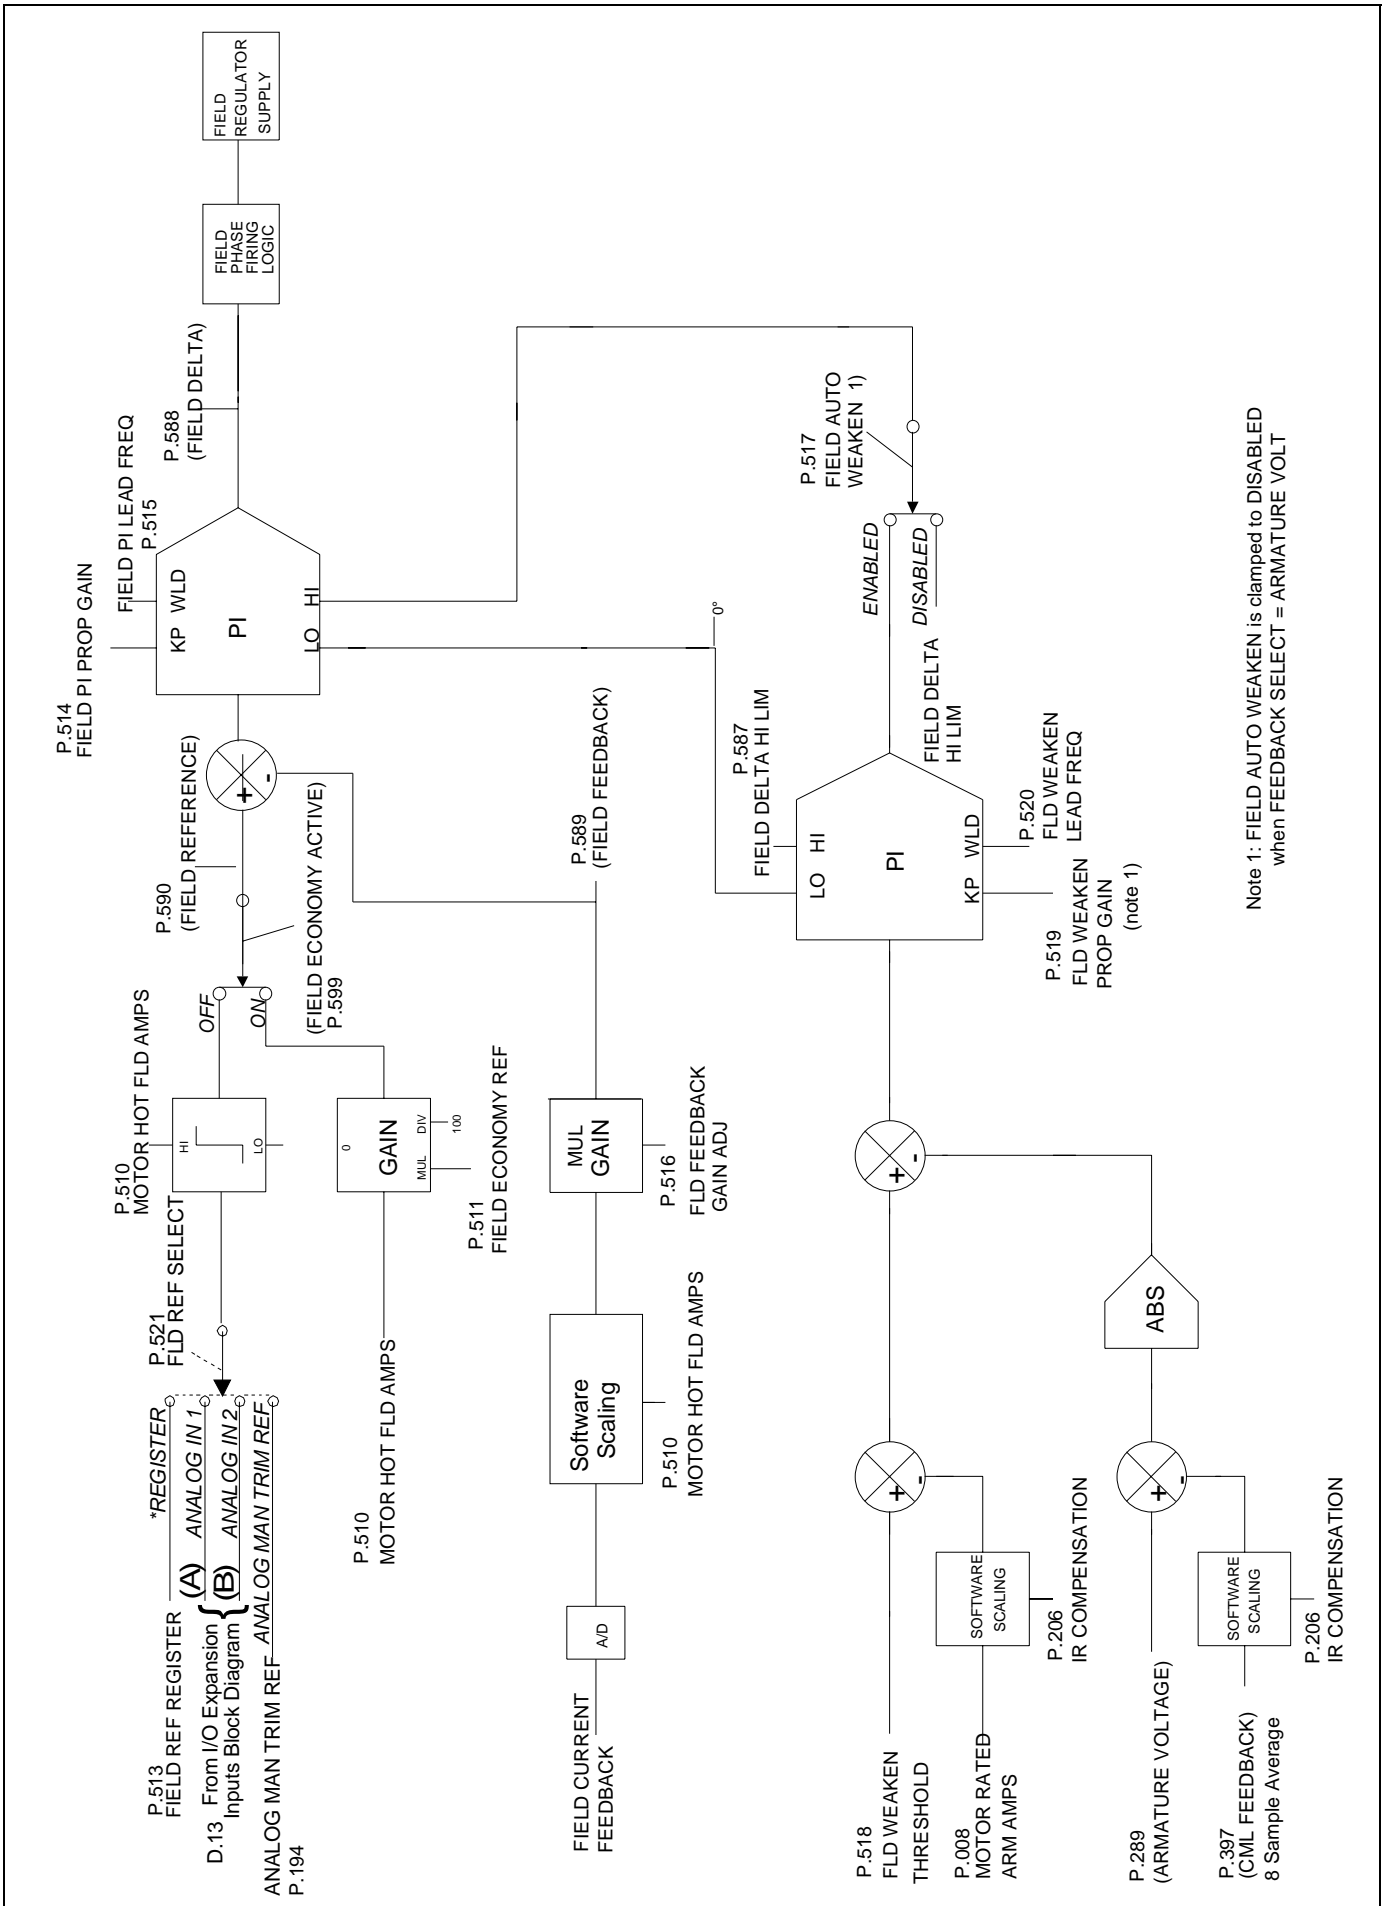 P.513
FIELD REF REGISTER
*REGISTER
D.13 From I/O Expansion
Inputs Block Diagram
(A) ANALOG IN 1
(B) ANALOG IN 2
ANALOG MAN TRIM REF
P.194
ANALOG MAN TRIM REF
P.521
FLD REF SELECT
P.510
MOTOR HOT FLD AMPS
HI
LO
OFF
ON
P.590
(FIELD REFERENCE)
(FIELD ECONOMY ACTIVE)
P.599
+
-
P.514
FIELD PI PROP GAIN
FIELD PI LEAD FREQ
P.515
KP WLD
PI
LO HI
P.588
(FIELD DELTA)
FIELD
PHASE
FIRING
LOGIC
FIELD
REGULATOR
SUPPLY
P.510
MOTOR HOT FLD AMPS
0
GAIN
MUL DIV
100
P.511
FIELD ECONOMY REF
FIELD CURRENT
FEEDBACK
A/D
Software
Scaling
P.510
MOTOR HOT FLD AMPS
MUL
GAIN
P.516
FLD FEEDBACK
GAIN ADJ
P.589
(FIELD FEEDBACK)
0°
P.587
FIELD DELTA HI LIM
LO HI
PI
KP WLD
P.519
FLD WEAKEN
PROP GAIN
(note 1)
P.520
FLD WEAKEN
LEAD FREQ
FIELD DELTA
HI LIM
ENABLED
DISABLED
P.517
FIELD AUTO
WEAKEN 1)
P.518
FLD WEAKEN
THRESHOLD
+
-
P.008
MOTOR RATED
ARM AMPS
SOFTWARE
SCALING
P.206
IR COMPENSATION
+
-
P.289
(ARMATURE VOLTAGE)
+
-
ABS
P.397
(CML FEEDBACK)
8 Sample Average
SOFTWARE
SCALING
P.206
IR COMPENSATION
Note 1: FIELD AUTO WEAKEN is clamped to DISABLED
when FEEDBACK SELECT = ARMATURE VOLT